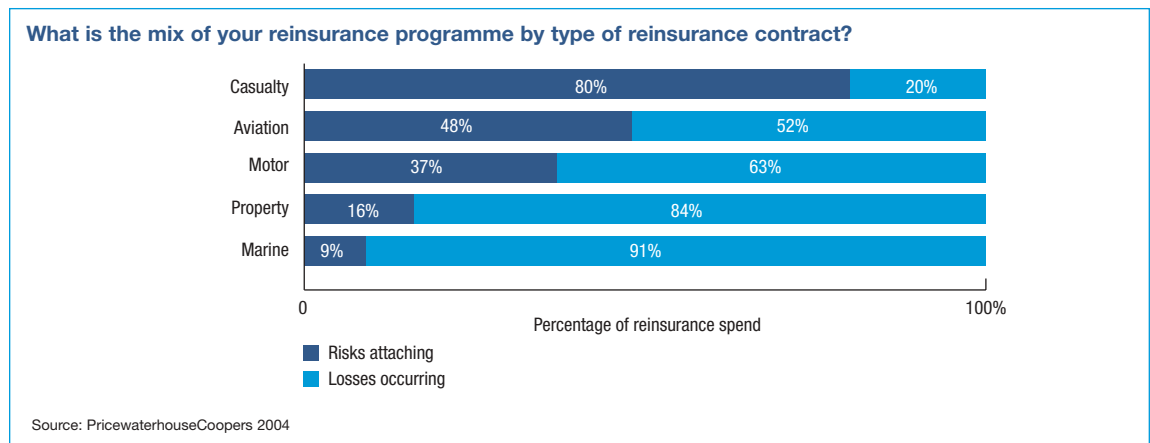 What is the mix of your reinsurance programme by type of reinsurance contract?
Casualty 80% 20%
Aviation 48% 52%
Motor 37% 63%
Property 16% 84%
Marine 9% 91%
0 100%
Percentage of reinsurance spend
Risks attaching
Losses occurring
Source: PricewaterhouseCoopers 2004